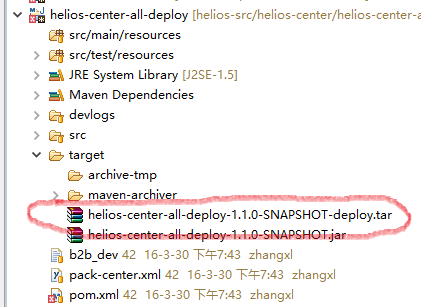 helios-center-all-deploy [helios-src/helios-center/helios-center-a
src/main/resources
src/test/resources
JRE System Library [J2SE-1.5]
Maven Dependencies
devlogs
src
target
archive-tmp
maven-archiver
helios-center-all-deploy-1.1.0-SNAPSHOT-deploy.tar
helios-center-all-deploy-1.1.0-SNAPSHOT.jar
b2b_dev 42 16-3-30 下午7:43 zhangxl
pack-center.xml 42 16-3-30 下午7:43 zhangxl
pom.xml 42 16-3-30 下午7:43 zhangxl